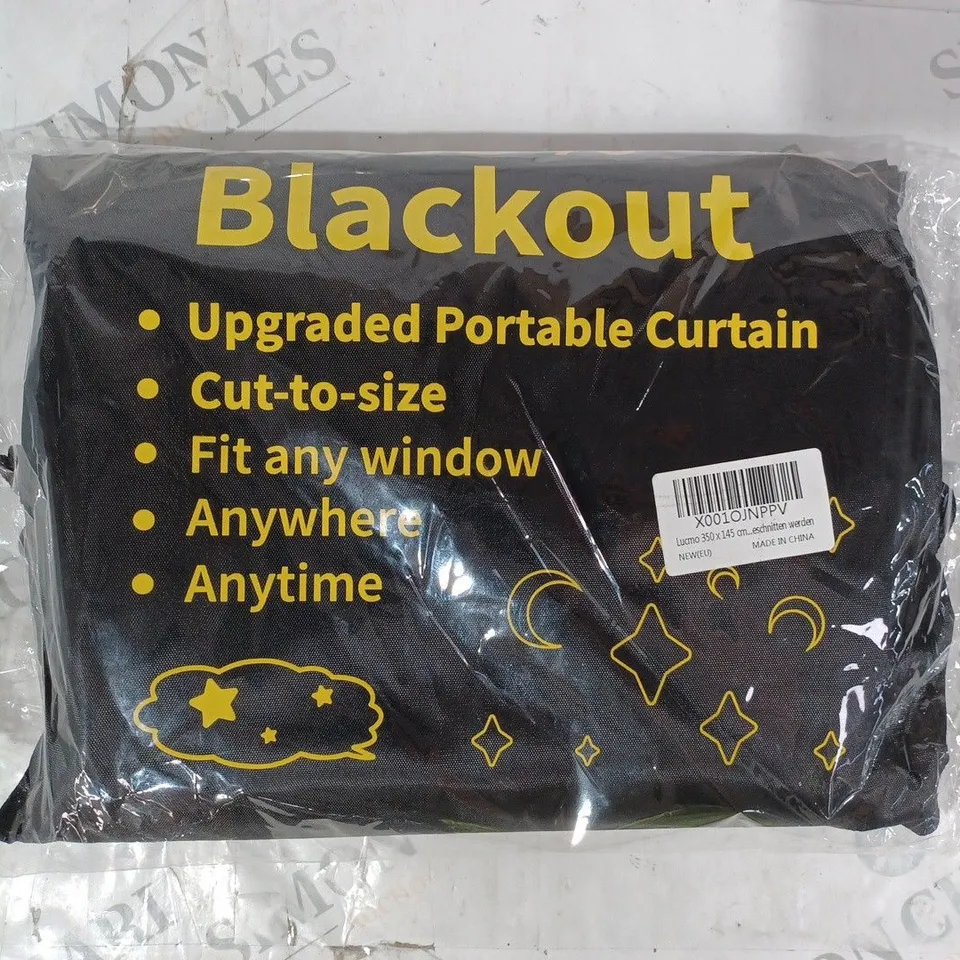 Blackout
• Upgraded Portable Curtain
• Cut-to-size
• Fit any window
• Anywhere
• Anytime
X001OJNPPV
Lucmo 350 x 145 cm...eschnitten werden
NEW(EU) MADE IN CHINA
SIMON